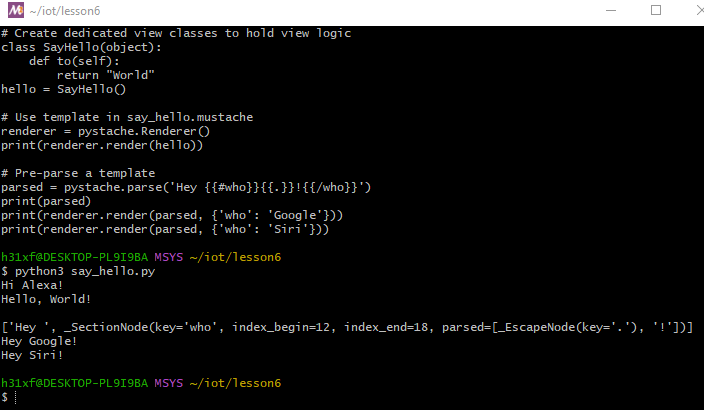 ~/iot/lesson6
# Create dedicated view classes to hold view logic
class SayHello(object):
    def to(self):
        return "World"
hello = SayHello()

# Use template in say_hello.mustache
renderer = pystache.Renderer()
print(renderer.render(hello))

# Pre-parse a template
parsed = pystache.parse('Hey {{#who}}{{.}}!{{/who}}')
print(parsed)
print(renderer.render(parsed, {'who': 'Google'}))
print(renderer.render(parsed, {'who': 'Siri'}))

h31xf@DESKTOP-PL9I9BA MSYS ~/iot/lesson6
$ python3 say_hello.py
Hi Alexa!
Hello, World!

['Hey ', _SectionNode(key='who', index_begin=12, index_end=18, parsed=[_EscapeNode(key='.'), '!'])]
Hey Google!
Hey Siri!

h31xf@DESKTOP-PL9I9BA MSYS ~/iot/lesson6
$